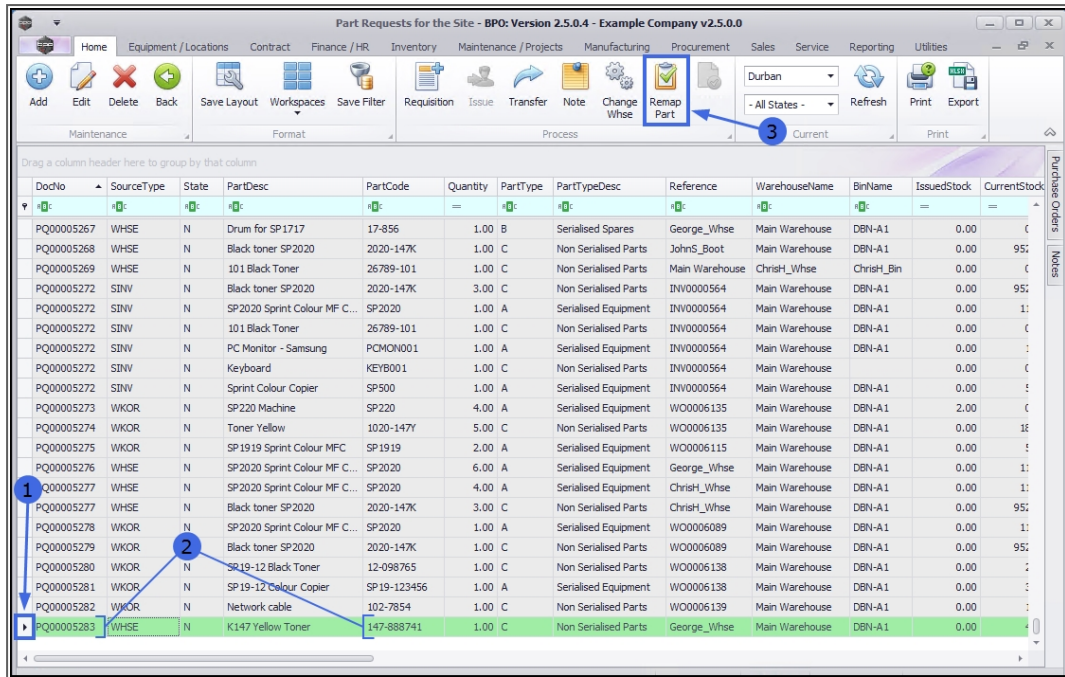 Part Requests for the Site - BPO: Version 2.5.0.4 - Example Company v2.5.0.0
Home Equipment / Locations Contract Finance / HR Inventory Maintenance / Projects Manufacturing Procurement Sales Service Reporting Utilities
Add Edit Delete Back Save Layout Workspaces Save Filter Requisition Issue Transfer Note Change Whse Remap Part Durban - All States - Refresh Print Export
3
Maintenance Format Process Current Print
Drag a column header here to group by that column
DocNo SourceType State PartDesc PartCode Quantity PartType PartTypeDesc Reference WarehouseName BinName IssuedStock CurrentStock
PQ00005267 WHSE N Drum for SP1717 17-856 1.00 B Serialised Spares George_Whse Main Warehouse DBN-A1 0.00
PQ00005268 WHSE N Black toner SP2020 2020-147K 1.00 C Non Serialised Parts JohnS_Boot Main Warehouse DBN-A1 0.00 952
PQ00005269 WHSE N 101 Black Toner 26789-101 1.00 C Non Serialised Parts Main Warehouse ChrisH_Whse ChrisH_Bin 0.00
PQ00005272 SINV N Black toner SP2020 2020-147K 3.00 C Non Serialised Parts INV0000564 Main Warehouse DBN-A1 0.00 952
PQ00005272 SINV N SP2020 Sprint Colour MF C... SP2020 1.00 A Serialised Equipment INV0000564 Main Warehouse DBN-A1 0.00
PQ00005272 SINV N 101 Black Toner 26789-101 1.00 C Non Serialised Parts INV0000564 Main Warehouse DBN-A1 0.00
PQ00005272 SINV N PC Monitor - Samsung PCMON001 1.00 A Serialised Equipment INV0000564 Main Warehouse DBN-A1 0.00
PQ00005272 SINV N Keyboard KEYB001 1.00 C Non Serialised Parts INV0000564 Main Warehouse 0.00
PQ00005272 SINV N Sprint Colour Copier SP500 1.00 A Serialised Equipment INV0000564 Main Warehouse DBN-A1 0.00
PQ00005273 WKOR N SP220 Machine SP220 4.00 A Serialised Equipment WO0006135 Main Warehouse DBN-A1 2.00
PQ00005274 WKOR N Toner Yellow 1020-147Y 5.00 C Non Serialised Parts WO0006135 Main Warehouse DBN-A1 0.00
PQ00005275 WKOR N SP1919 Sprint Colour MFC SP1919 2.00 A Serialised Equipment WO0006115 Main Warehouse DBN-A1 0.00
PQ00005276 WHSE N SP2020 Sprint Colour MF C... SP2020 6.00 A Serialised Equipment George_Whse Main Warehouse DBN-A1 0.00
1
PQ00005277 WHSE N SP2020 Sprint Colour MF C... SP2020 4.00 A Serialised Equipment ChrisH_Whse Main Warehouse DBN-A1 0.00
PQ00005277 WHSE N Black toner SP2020 2020-147K 3.00 C Non Serialised Parts ChrisH_Whse Main Warehouse DBN-A1 0.00 952
PQ00005278 WKOR N SP2020 Sprint Colour MF C... SP2020 1.00 A Serialised Equipment WO0006089 Main Warehouse DBN-A1 0.00
2
PQ00005279 WKOR N Black toner SP2020 2020-147K 1.00 C Non Serialised Parts WO0006089 Main Warehouse DBN-A1 0.00 952
PQ00005280 WKOR N SP19-12 Black Toner 12-098765 1.00 C Non Serialised Parts WO0006138 Main Warehouse DBN-A1 0.00
PQ00005281 WKOR N SP19-12 Colour Copier SP19-123456 1.00 A Serialised Equipment WO0006138 Main Warehouse DBN-A1 0.00
PQ00005282 WKOR N Network cable 102-7854 1.00 C Non Serialised Parts WO0006139 Main Warehouse DBN-A1 0.00
PQ00005283 WHSE N K147 Yellow Toner 147-888741 1.00 C Non Serialised Parts George_Whse Main Warehouse DBN-A1 0.00
Purchase Orders
Notes